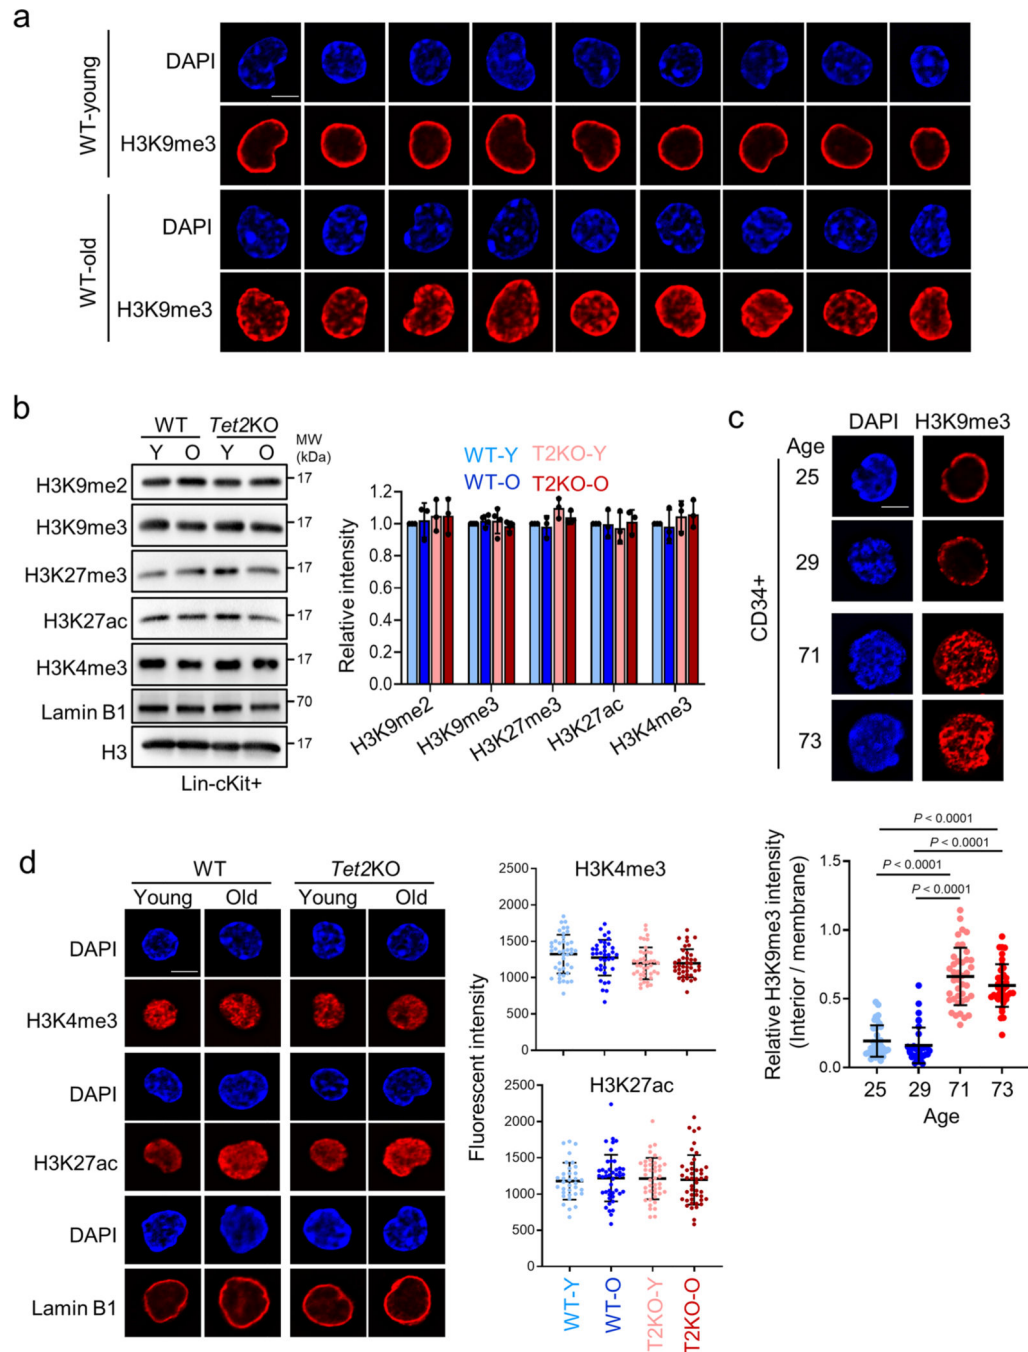 a
WT-young
DAPI
H3K9me3
WT-old
DAPI
H3K9me3
b
WT Tet2KO
Y O Y O
MW
(kDa)
H3K9me2
17
H3K9me3
17
H3K27me3
17
H3K27ac
17
H3K4me3
17
Lamin B1
70
H3
17
Lin-cKit+
WT-Y T2KO-Y
WT-O T2KO-O
Relative intensity
1.2
1.0
0.8
0.6
0.4
0.2
0.0
H3K9me2
H3K9me3
H3K27me3
H3K27ac
H3K4me3
c
DAPI H3K9me3
Age
25
29
71
73
CD34+
P < 0.0001
P < 0.0001
P < 0.0001
P < 0.0001
Relative H3K9me3 intensity
(Interior / membrane)
1.5
1.0
0.5
0.0
25 29 71 73
Age
d
WT Tet2KO
Young Old Young Old
DAPI
H3K4me3
DAPI
H3K27ac
DAPI
Lamin B1
Fluorescent intensity
H3K4me3
2500
2000
1500
1000
500
0
H3K27ac
2500
2000
1500
1000
500
0
WT-Y
WT-O
T2KO-Y
T2KO-O